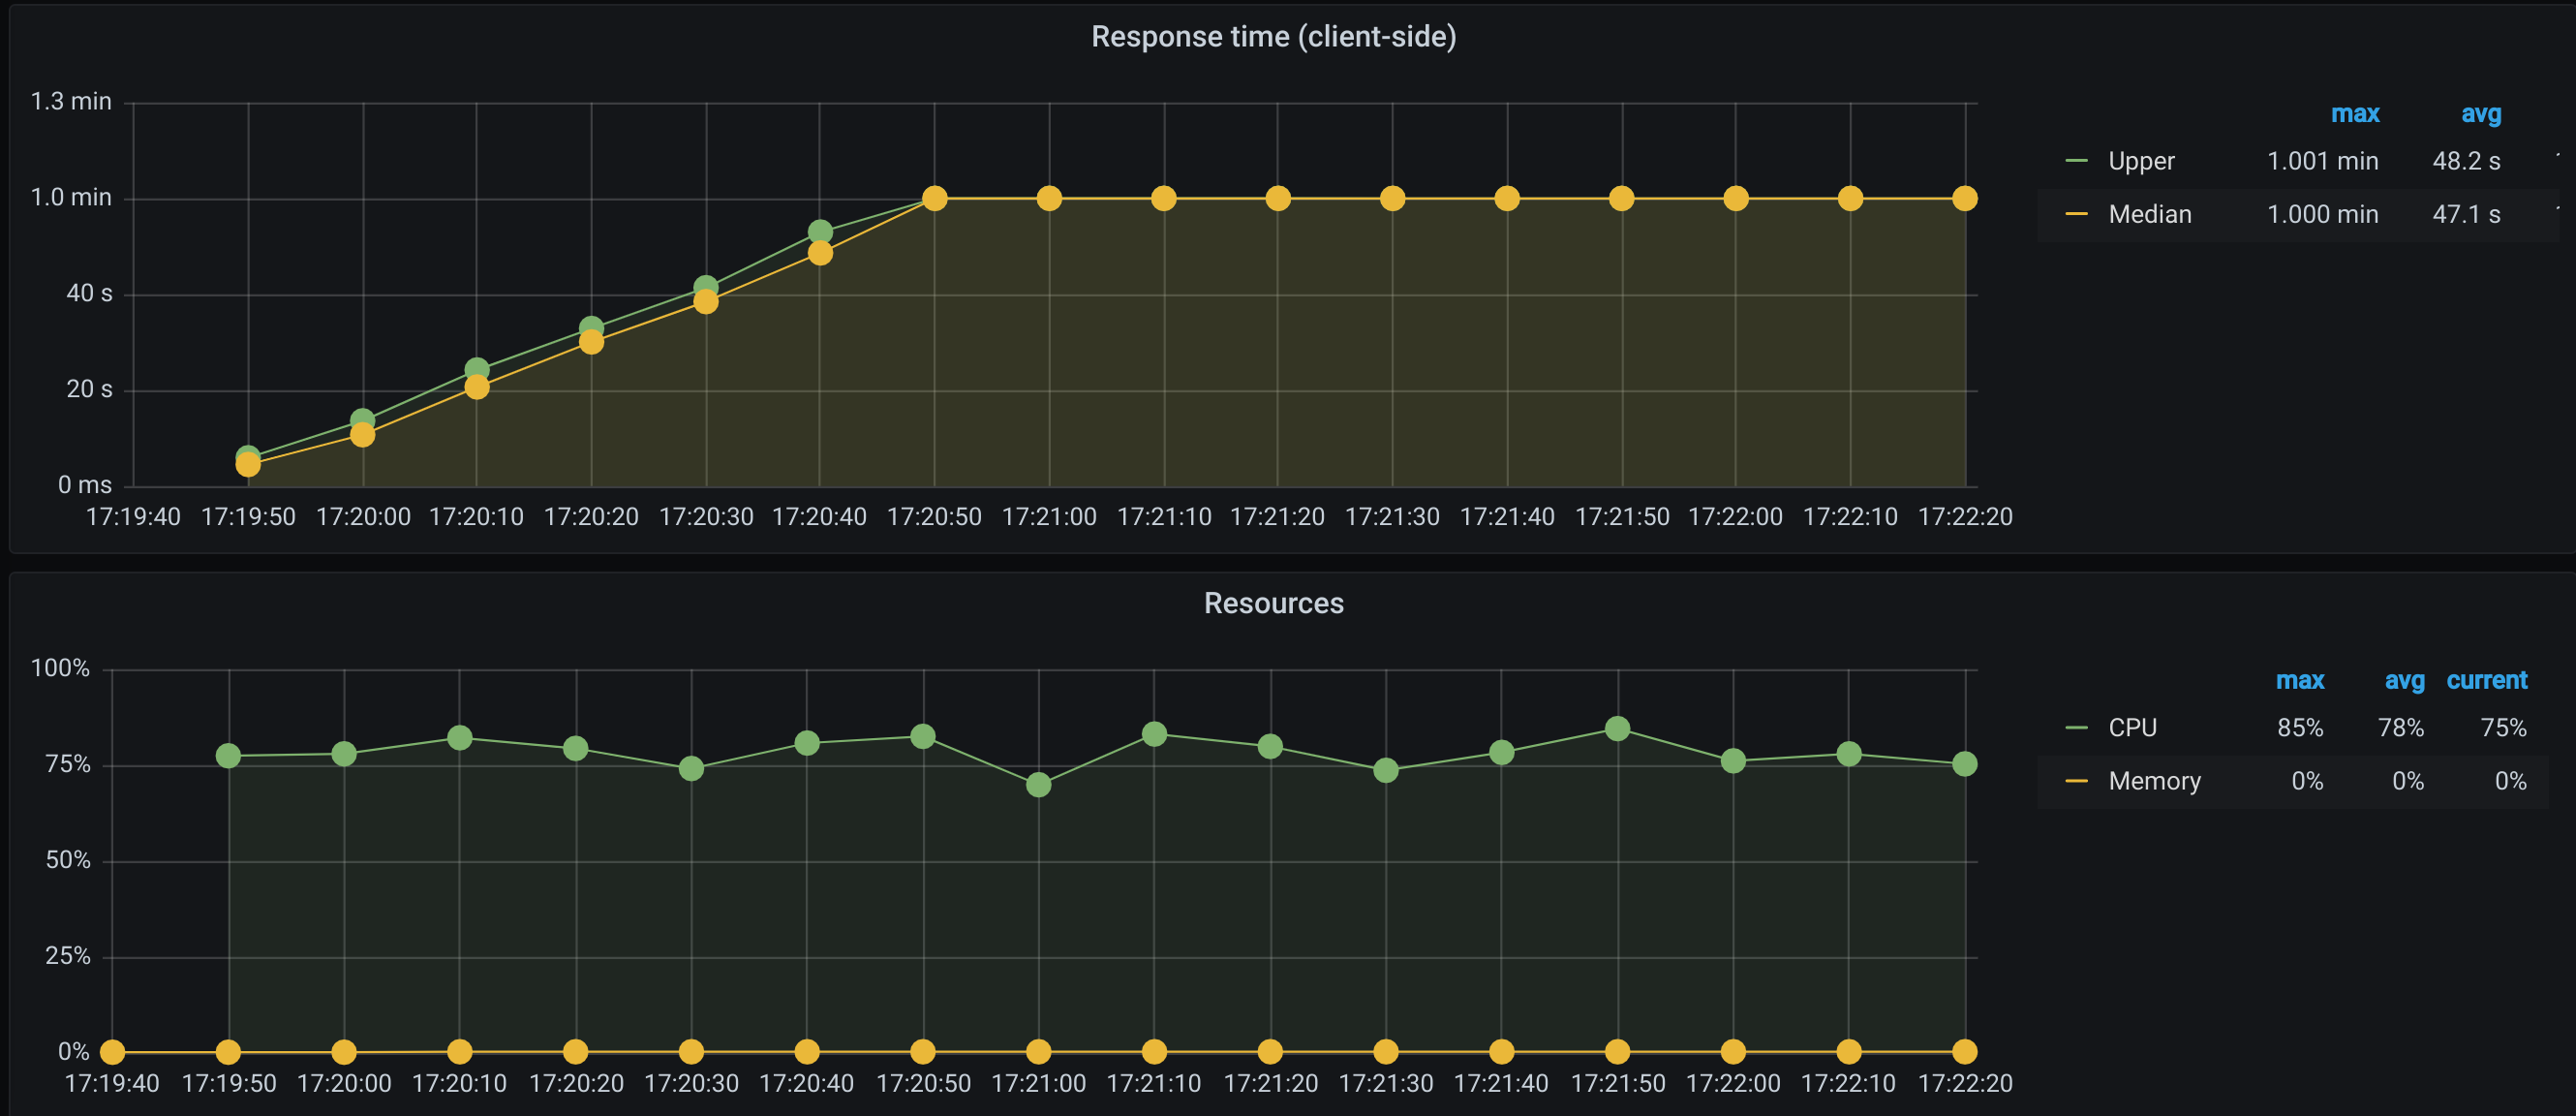 Response time (client-side)
1.3 min
1.0 min
40 s
20 s
0 ms
17:19:40 17:19:50 17:20:00 17:20:10 17:20:20 17:20:30 17:20:40 17:20:50 17:21:00 17:21:10 17:21:20 17:21:30 17:21:40 17:21:50 17:22:00 17:22:10 17:22:20
max avg
Upper 1.001 min 48.2 s
Median 1.000 min 47.1 s
Resources
100%
75%
50%
25%
0%
17:19:40 17:19:50 17:20:00 17:20:10 17:20:20 17:20:30 17:20:40 17:20:50 17:21:00 17:21:10 17:21:20 17:21:30 17:21:40 17:21:50 17:22:00 17:22:10 17:22:20
max avg current
CPU 85% 78% 75%
Memory 0% 0% 0%